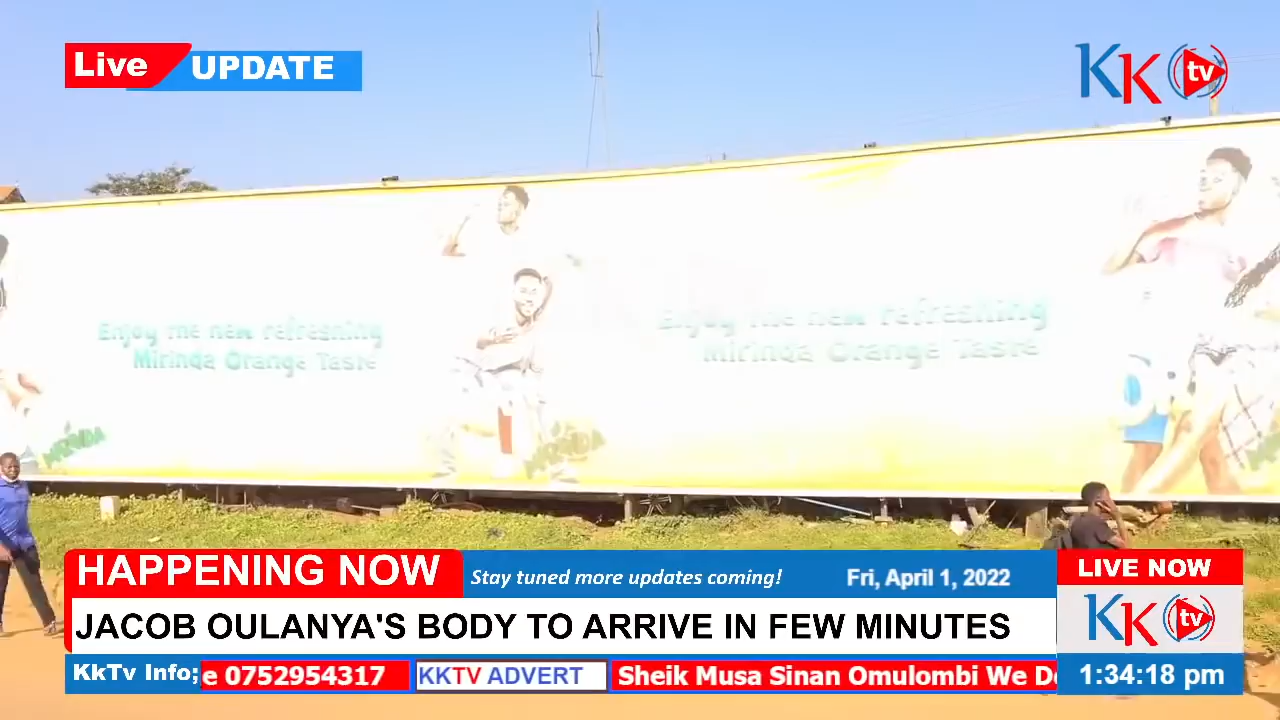 Live UPDATE
KK tv
Enjoy the new refreshing
Mirinda Orange Taste
Enjoy the new refreshing
Mirinda Orange Taste
MIRINDA
MIRINDA
HAPPENING NOW
Stay tuned more updates coming!
Fri, April 1, 2022
LIVE NOW
JACOB OULANYA'S BODY TO ARRIVE IN FEW MINUTES
KK tv
KkTv Info;
e 0752954317
KKTV ADVERT
Sheik Musa Sinan Omulombi We De
1:34:18 pm